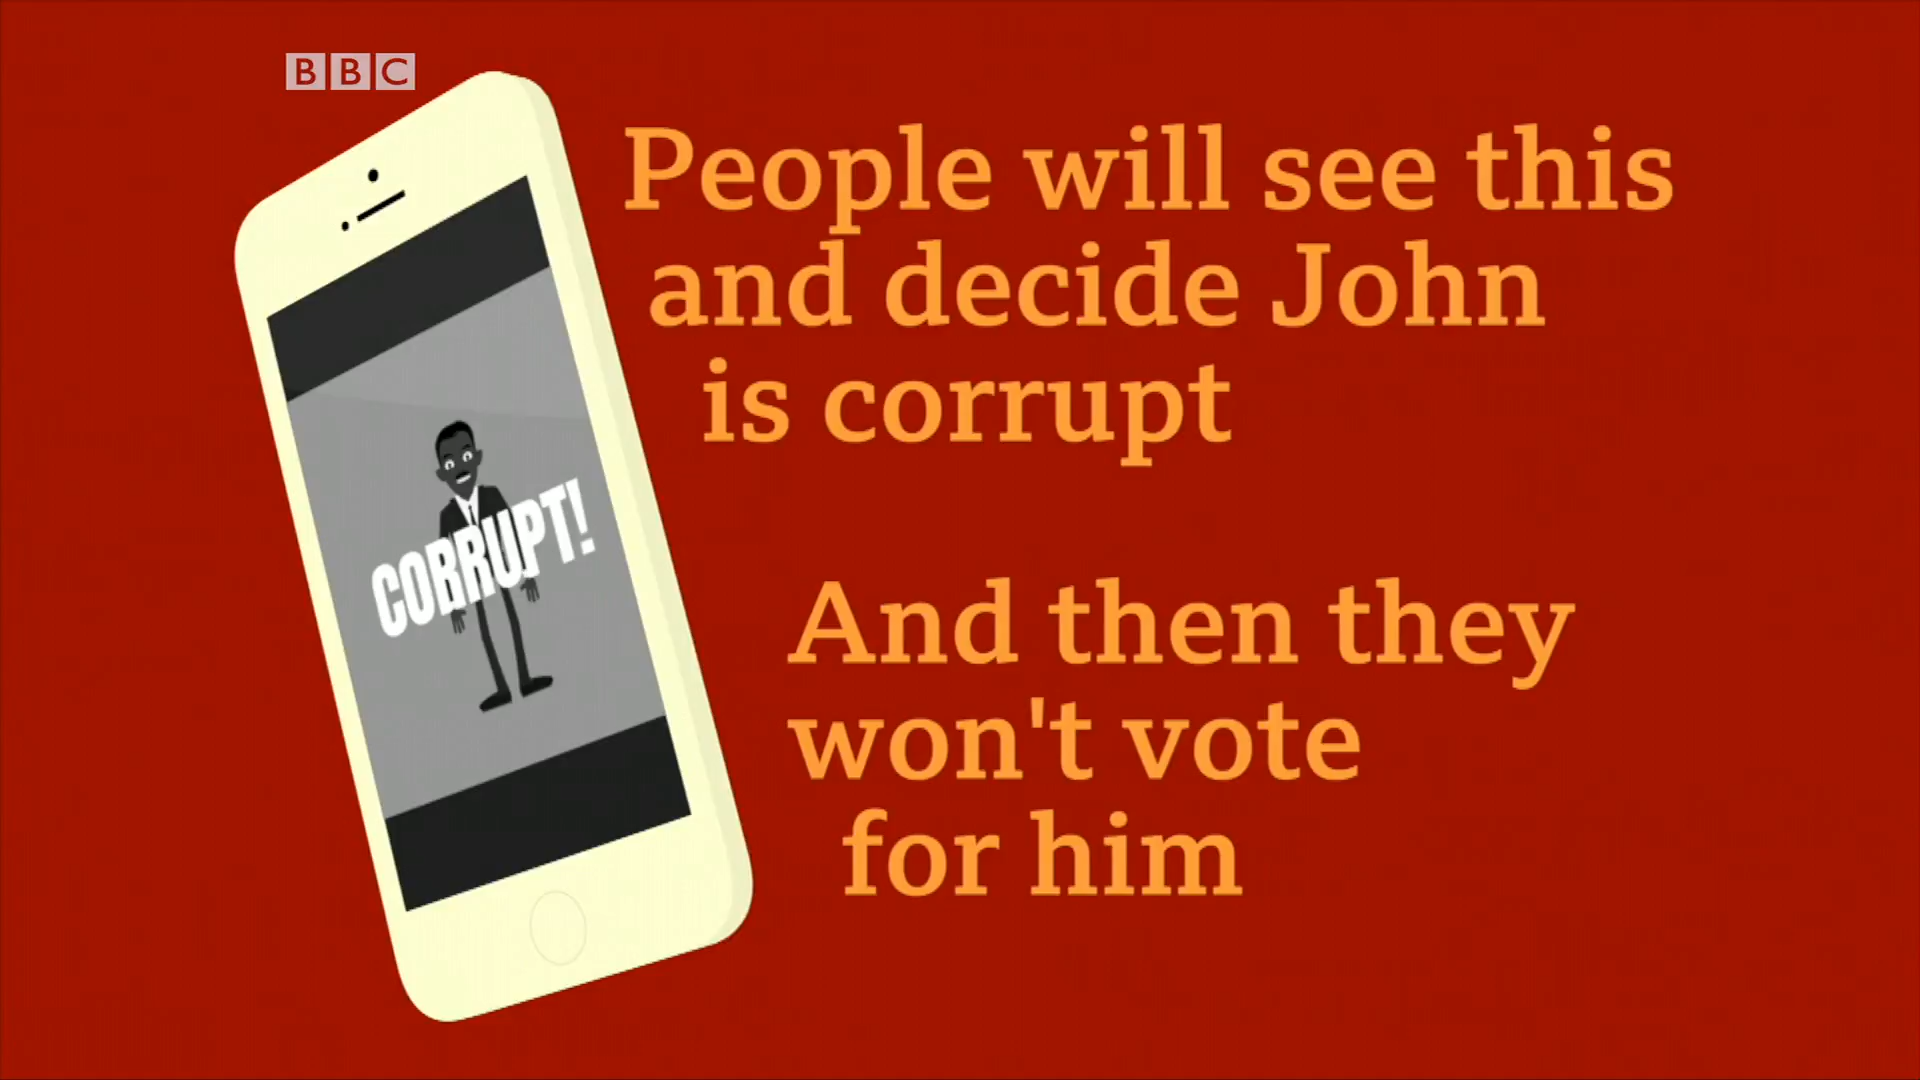 BBC
People will see this
and decide John
is corrupt
CORRUPT!
And then they
won't vote
for him